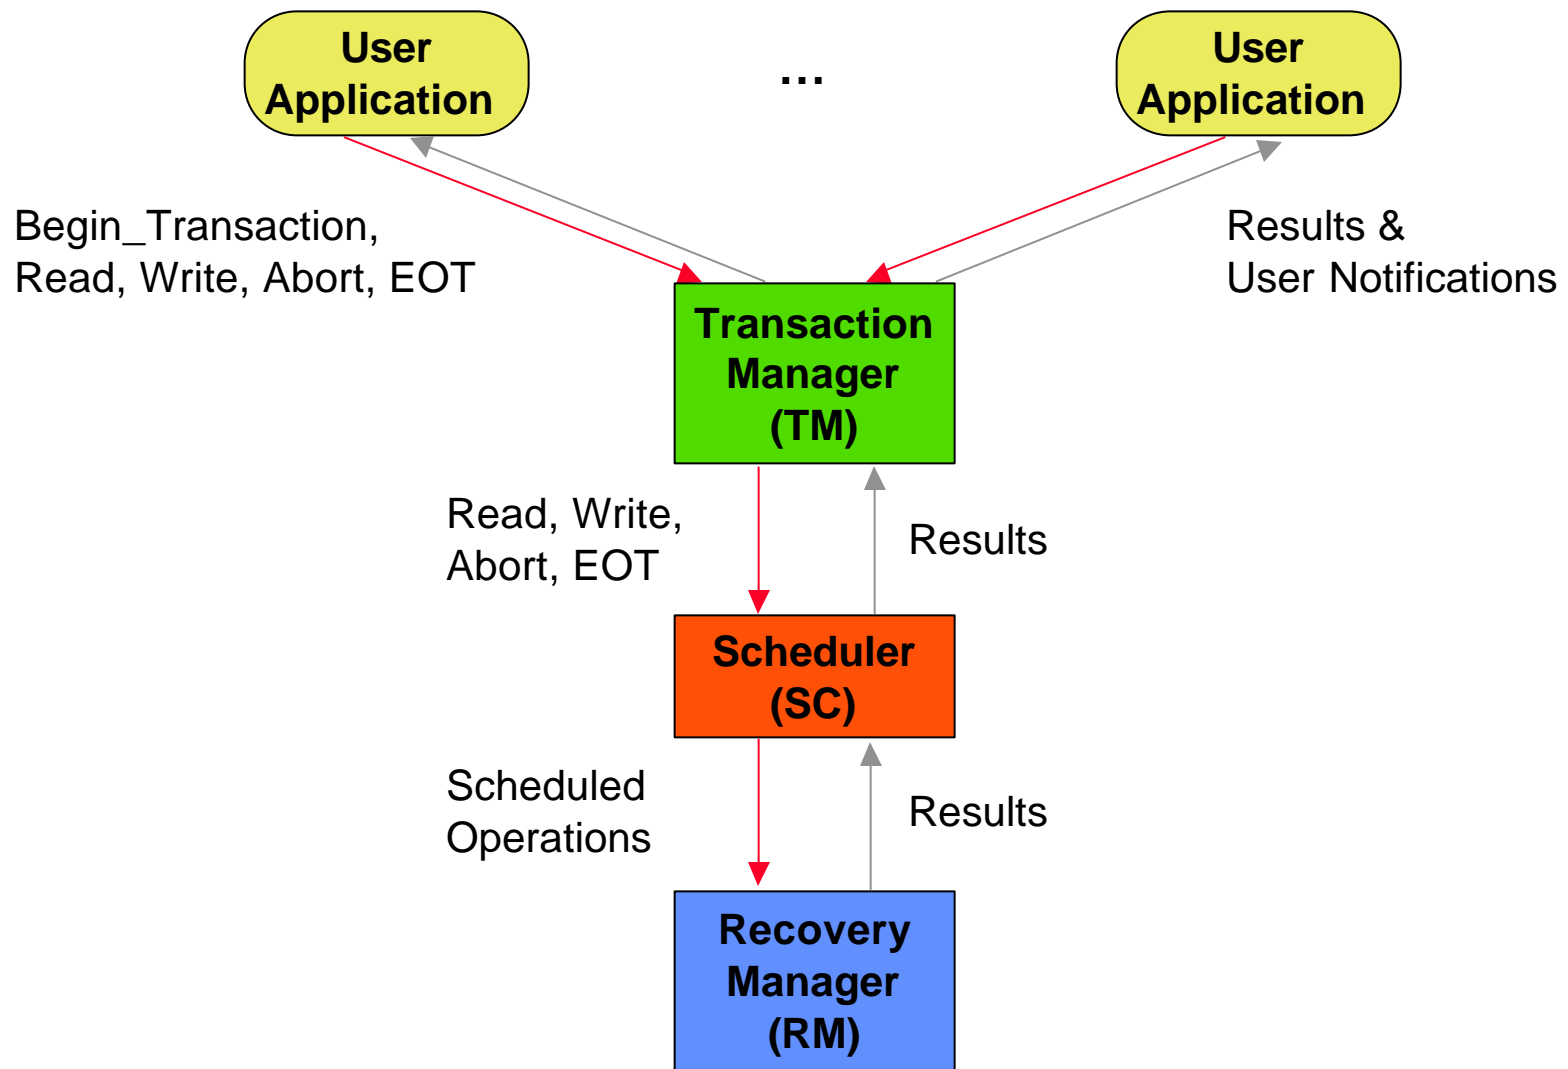 User
Application
...
User
Application
Begin_Transaction,
Read, Write, Abort, EOT
Results &
User Notifications
Transaction
Manager
(TM)
Read, Write,
Abort, EOT
Results
Scheduler
(SC)
Scheduled
Operations
Results
Recovery
Manager
(RM)